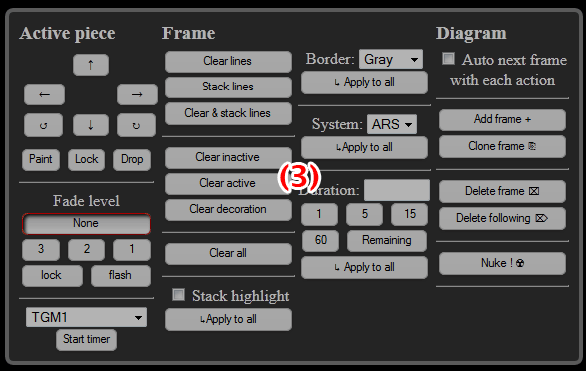 Active piece
↑
← →
↺ ↓ ↻
Paint Lock Drop
Fade level
None
3 2 1
lock flash
TGM1
Start timer
Frame
Clear lines
Stack lines
Clear & stack lines
Clear inactive
Clear active
Clear decoration
Clear all
Stack highlight
↳Apply to all
Border: Gray
↳ Apply to all
System: ARS
↳Apply to all
(3)
Duration:
1 5 15
60 Remaining
↳ Apply to all
Diagram
Auto next frame
with each action
Add frame +
Clone frame ⎘
Delete frame ⌧
Delete following ⌦
Nuke ! ☢